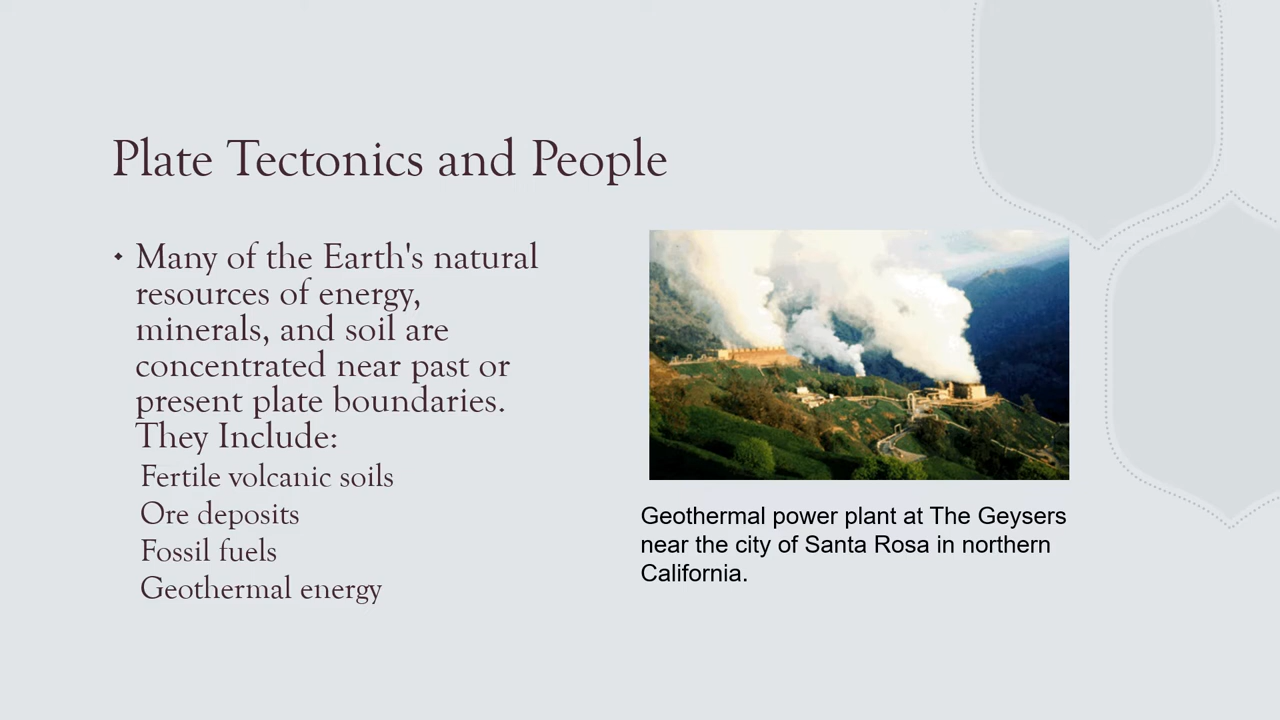 Plate Tectonics and People
Many of the Earth's natural
resources of energy,
minerals, and soil are
concentrated near past or
present plate boundaries.
They Include:
Fertile volcanic soils
Ore deposits
Fossil fuels
Geothermal energy
Geothermal power plant at The Geysers
near the city of Santa Rosa in northern
California.